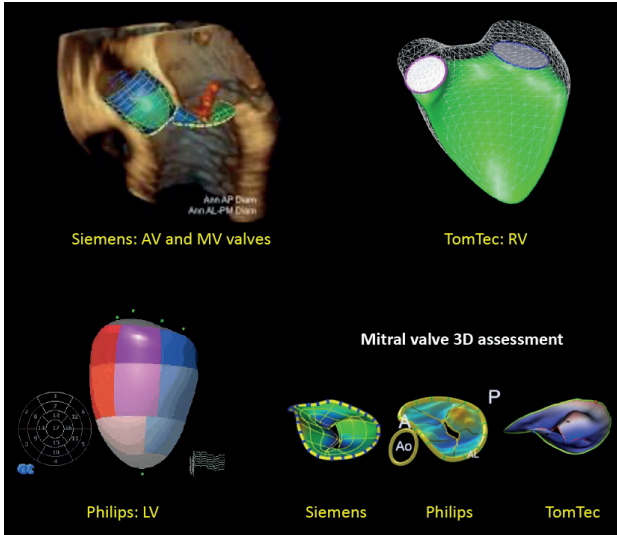 Ann AP Diam
Ann AL-PM Diam
Siemens: AV and MV valves
TomTec: RV
Mitral valve 3D assessment
P
A
Ao
AL
Philips: LV
Siemens
Philips
TomTec